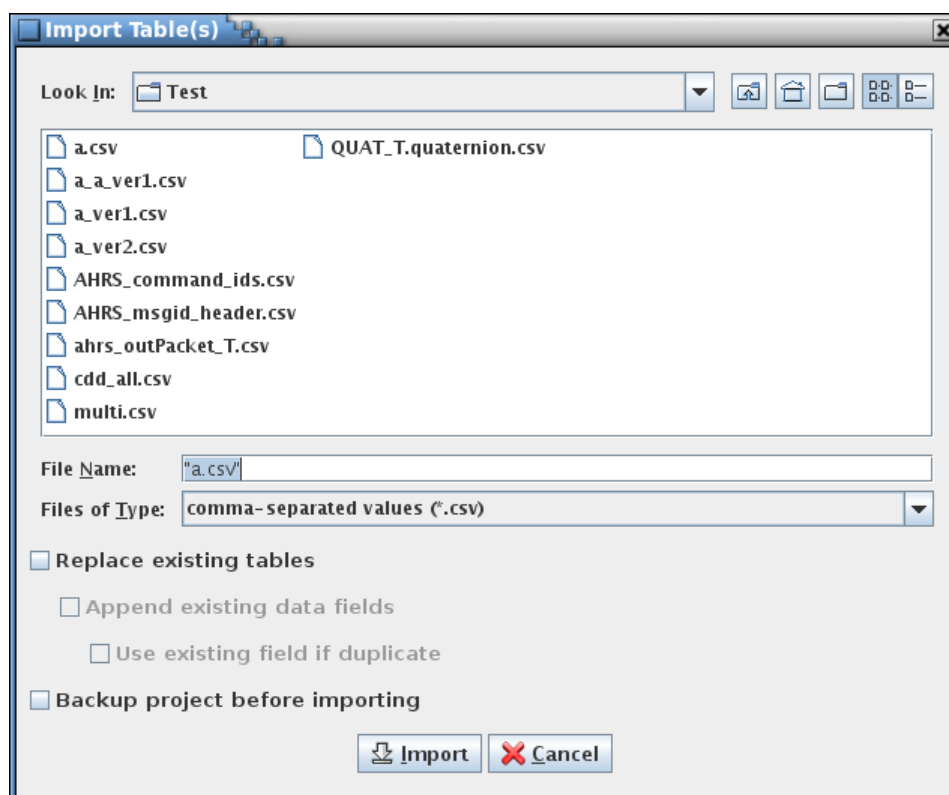 Import Table(s)
Look In: Test
a.csv
QUAT_T.quaternion.csv
a_a_ver1.csv
a_ver1.csv
a_ver2.csv
AHRS_command_ids.csv
AHRS_msgid_header.csv
ahrs_outPacket_T.csv
cdd_all.csv
multi.csv
File Name: "a.csv"
Files of Type: comma-separated values (*.csv)
Replace existing tables
Append existing data fields
Use existing field if duplicate
Backup project before importing
Import Cancel